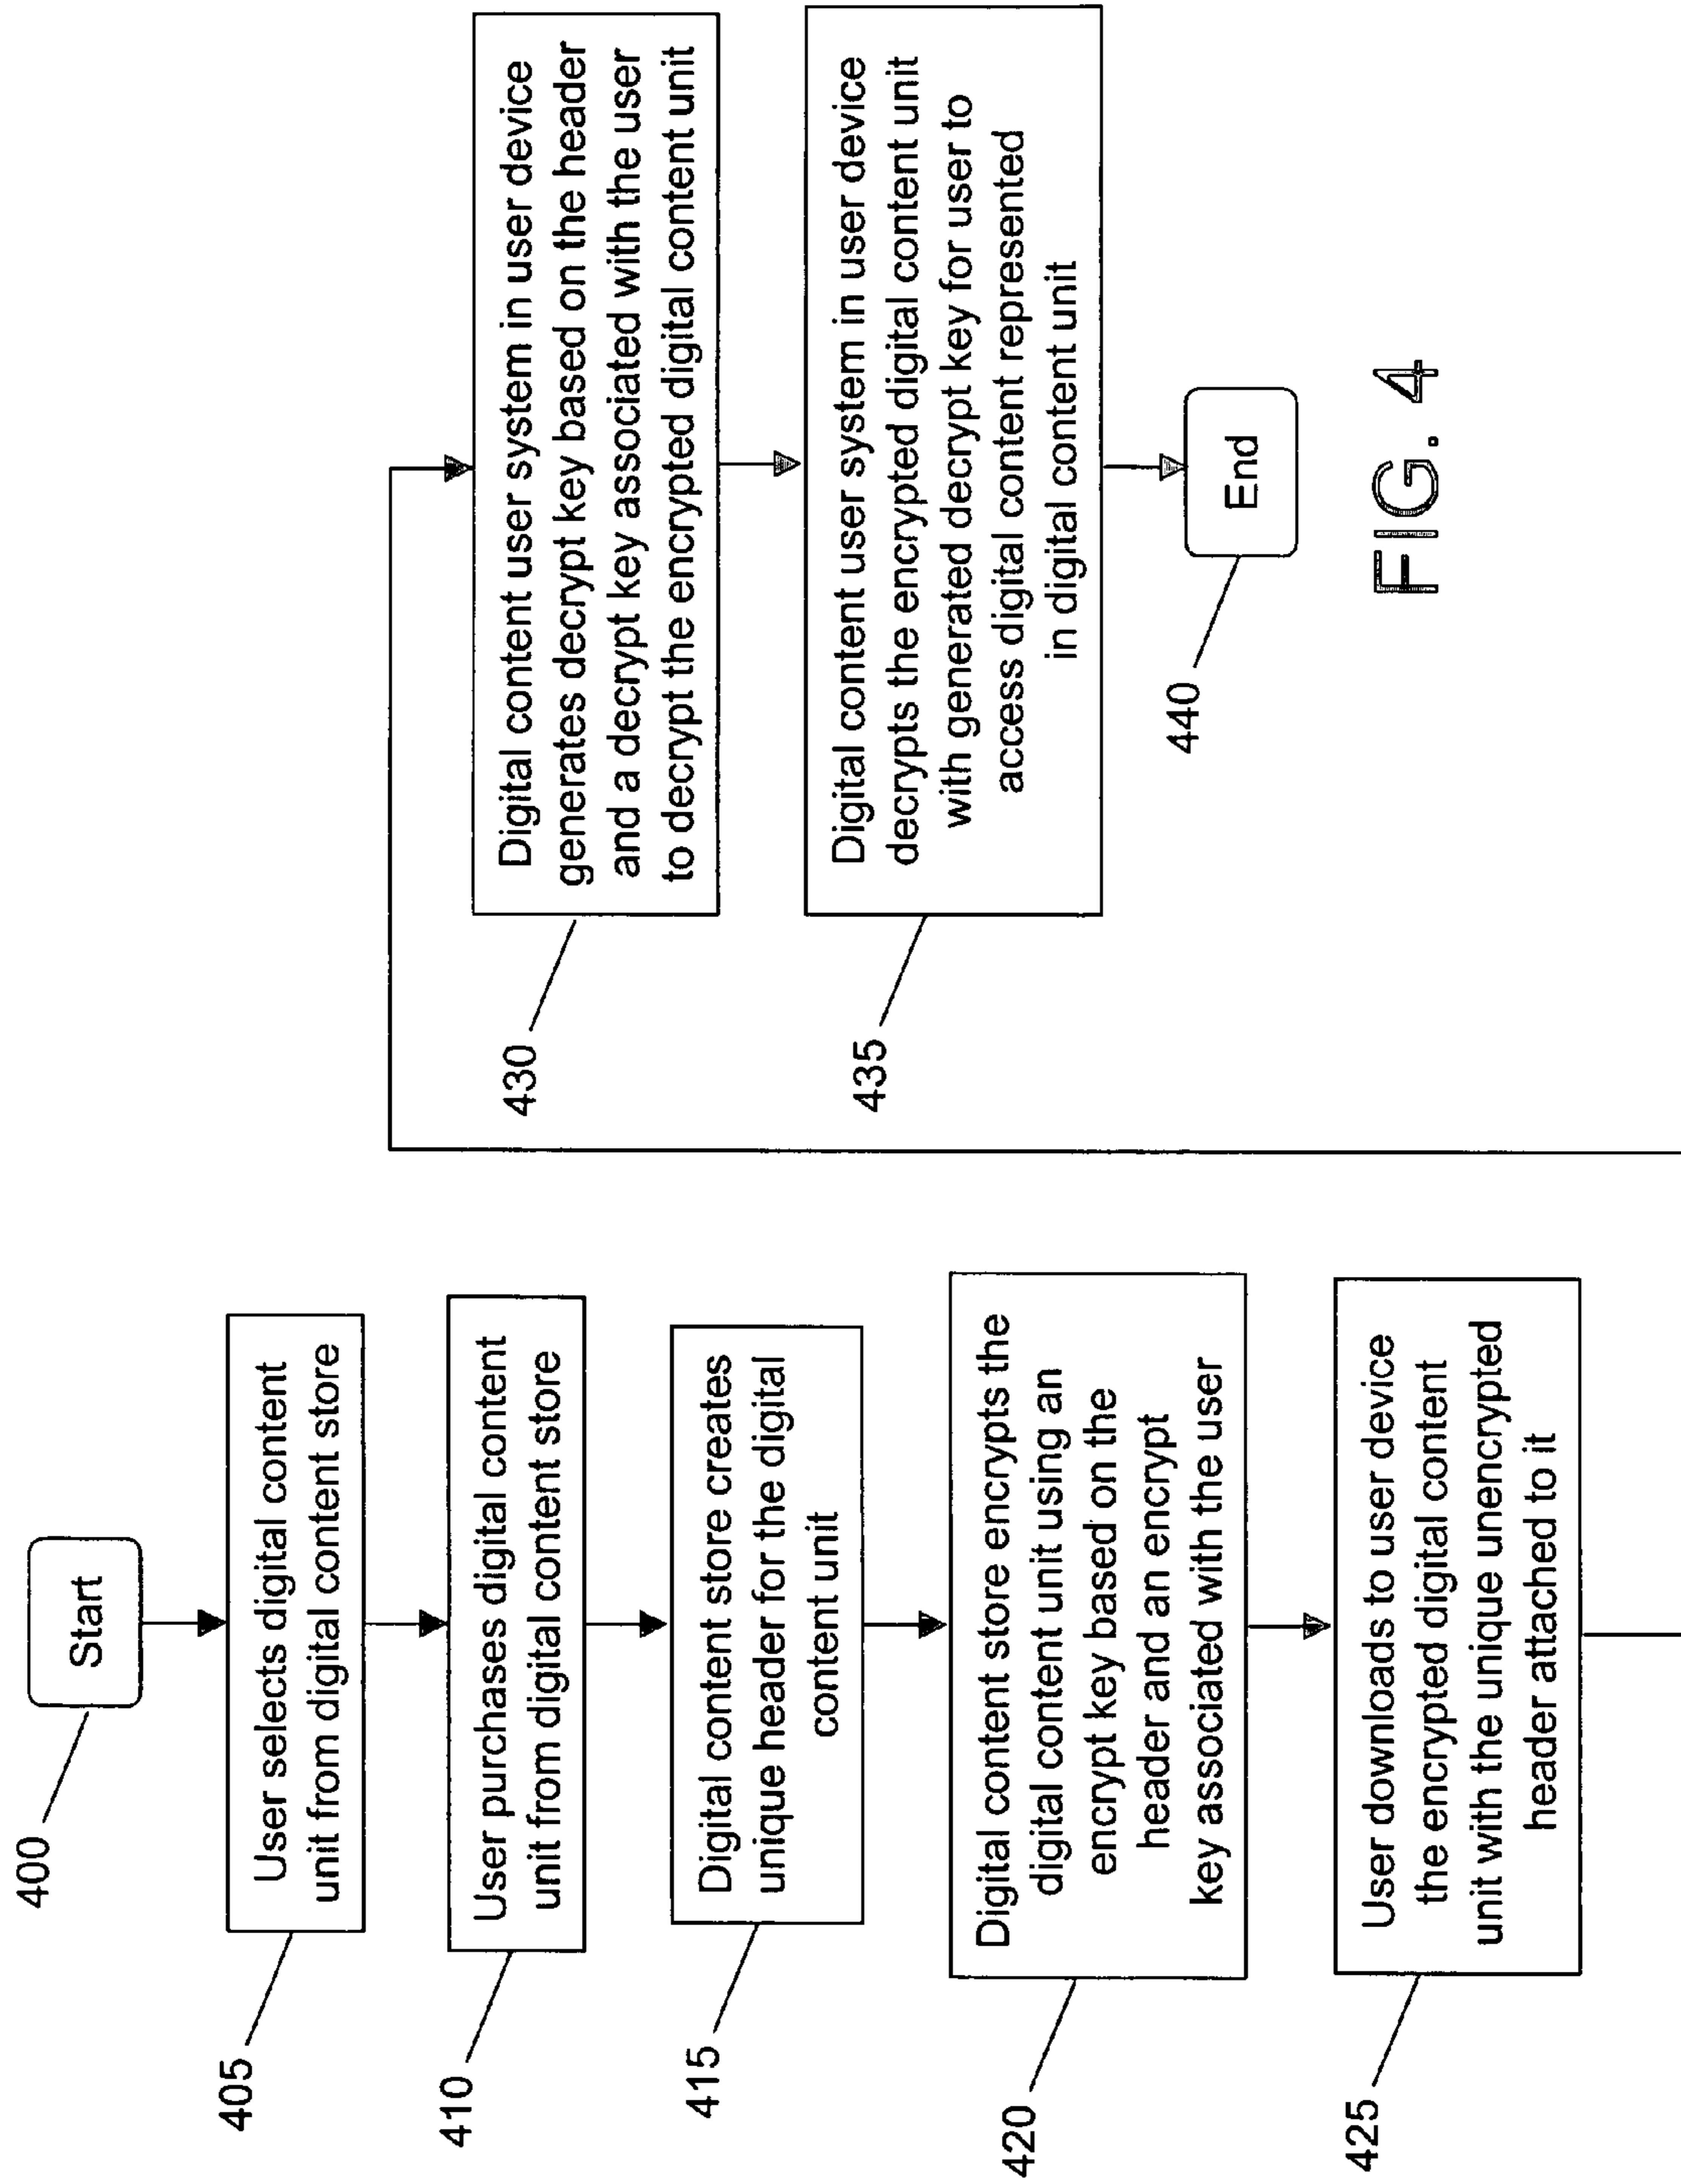 400
Start
405
User selects digital content
unit from digital content store
410
User purchases digital content
unit from digital content store
415
Digital content store creates
unique header for the digital
content unit
420
Digital content store encrypts the
digital content unit using an
encrypt key based on the
header and an encrypt
key associated with the user
425
User downloads to user device
the encrypted digital content
unit with the unique unencrypted
header attached to it
430
Digital content user system in user device
generates decrypt key based on the header
and a decrypt key associated with the user
to decrypt the encrypted digital content unit
435
Digital content user system in user device
decrypts the encrypted digital content unit
with generated decrypt key for user to
access digital content represented
in digital content unit
440
End
FIG. 4